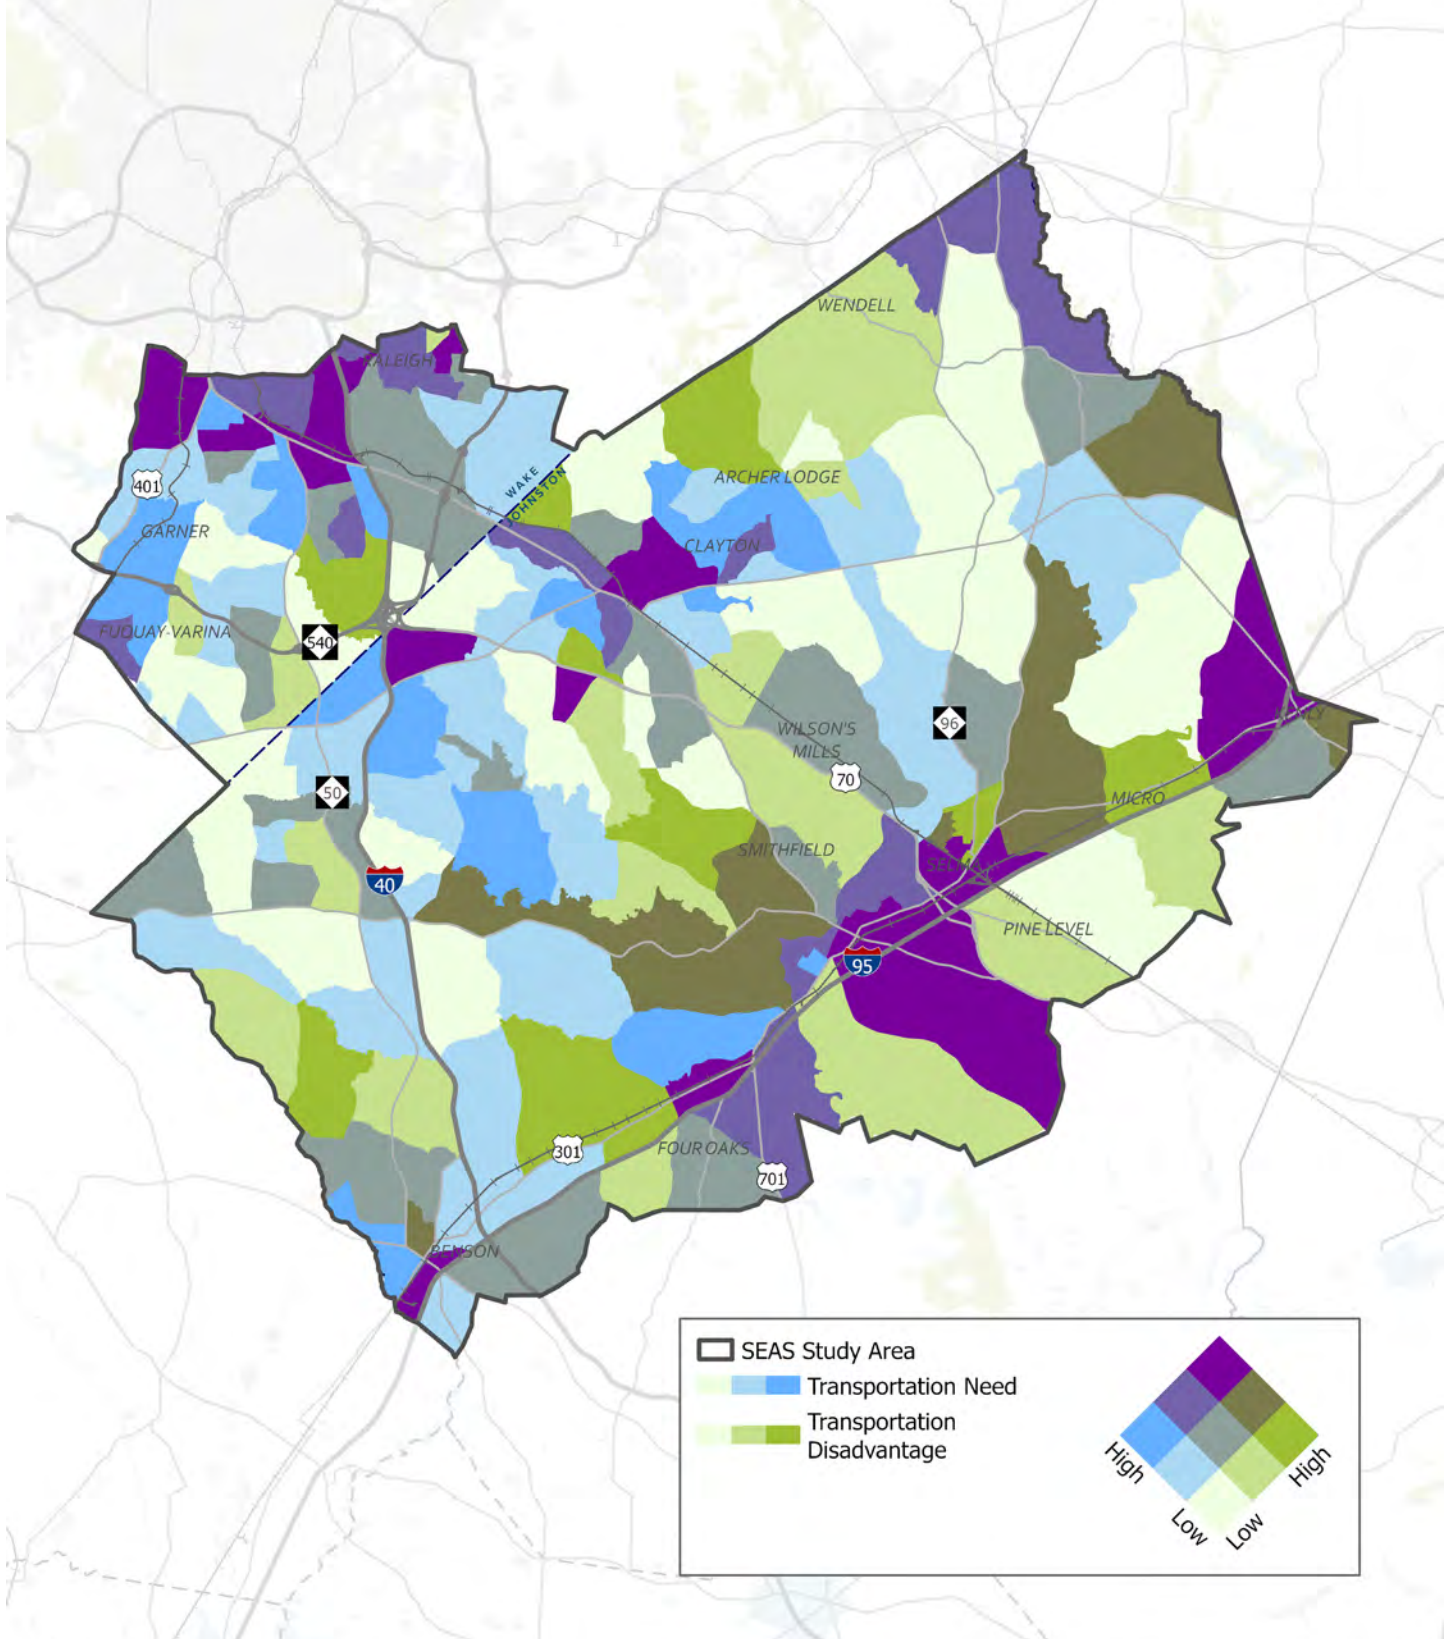 WENDELL
RALEIGH
ARCHER LODGE
WAKE
JOHNSTON
401
GARNER
CLAYTON
FUQUAY-VARINA
540
96
WILSON'S
MILLS
70
50
MICRO
SMITHFIELD
SELMA
40
PINE LEVEL
95
FOUR OAKS
301
701
BENSON
SEAS Study Area
Transportation Need
Transportation
Disadvantage
High
Low
Low
High